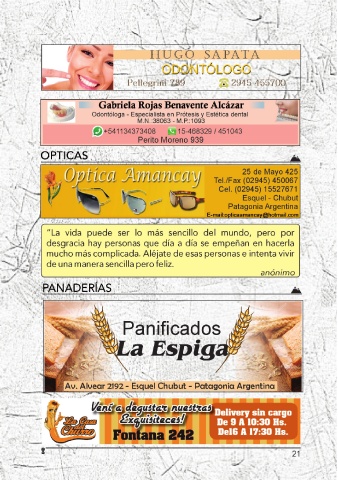 HUGO SAPATA
ODONTÓLOGO
Pellegrini 789 ☎ 2945 455700
Gabriela Rojas Benavente Alcázar
Odontóloga - Especialista en Prótesis y Estética dental
M.N. 38063 - M.P.:1093
+541134373408 15-468329 / 451043
Perito Moreno 939
OPTICAS
Optica Amancay
25 de Mayo 425
Tel./Fax (02945) 450067
Cel. (02945) 15527671
Esquel - Chubut
Patagonia Argentina
E-mail:opticaamancay@hotmail.com
"La vida puede ser lo más sencillo del mundo, pero por
desgracia hay personas que día a día se empeñan en hacerla
mucho más complicada. Aléjate de esas personas e intenta vivir
de una manera sencilla pero feliz.
anónimo
PANADERÍAS
Panificados
La Espiga
Av. Alvear 2192 - Esquel Chubut - Patagonia Argentina
Vení a degustar nuestras
Exquisiteces!
Fontana 242
Delivery sin cargo
De 9 A 10:30 Hs.
De16 A 17:30 Hs.
21